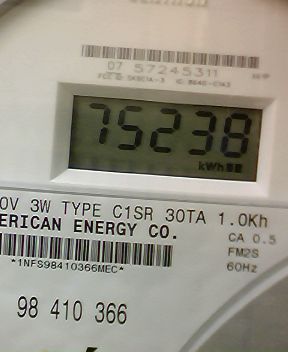 07 57245311
75238
kWh
0V 3W TYPE C1SR 30TA 1.0Kh
ERICAN ENERGY CO.
CA 0.5
FM2S
*1NFS98410366MEC*
60Hz
98 410 366